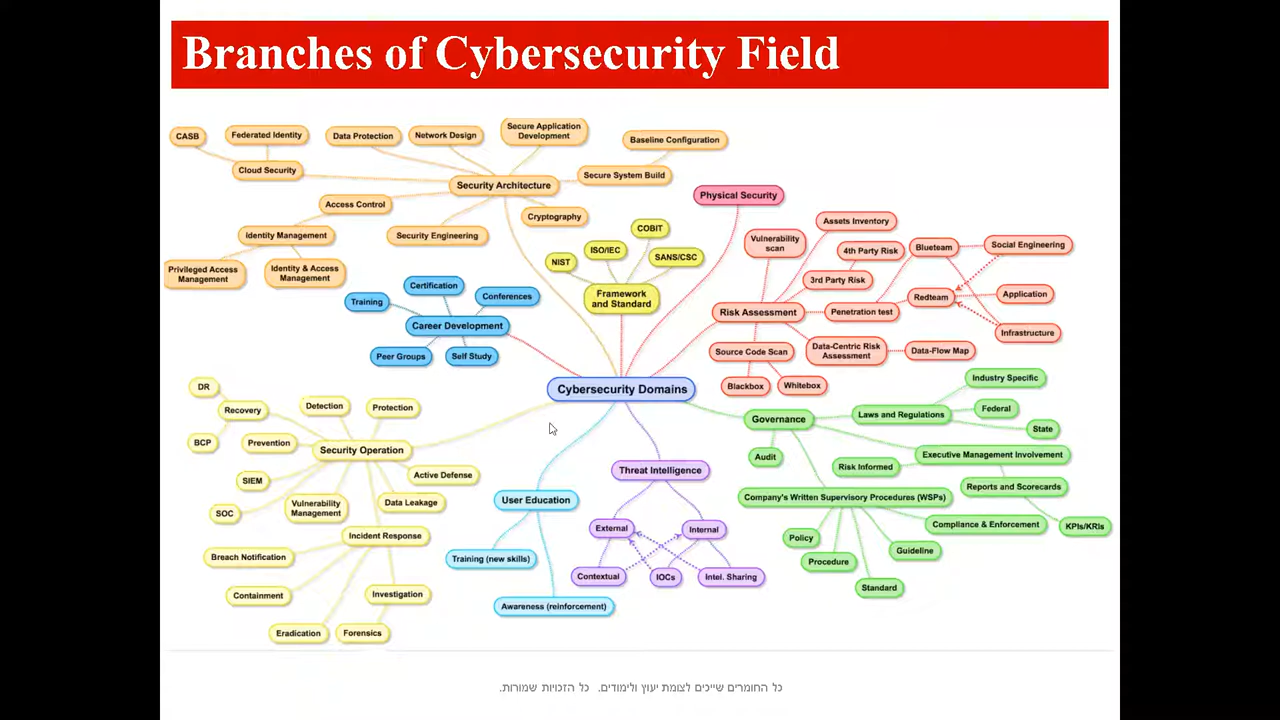 Branches of Cybersecurity Field
CASB
Federated Identity
Data Protection
Network Design
Secure Application
Development
Baseline Configuration
Cloud Security
Security Architecture
Secure System Build
Access Control
Cryptography
Identity Management
Security Engineering
Privileged Access
Management
Identity & Access
Management
Physical Security
COBIT
ISO/IEC
NIST
SANS/CSC
Framework
and Standard
Certification
Training
Conferences
Career Development
Peer Groups
Self Study
Vulnerability
scan
Assets Inventory
4th Party Risk
Blueteam
Social Engineering
3rd Party Risk
Redteam
Application
Risk Assessment
Penetration test
Infrastructure
Source Code Scan
Data-Centric Risk
Assessment
Data-Flow Map
Blackbox
Whitebox
Cybersecurity Domains
DR
Recovery
Detection
Protection
BCP
Prevention
Security Operation
SIEM
Active Defense
Vulnerability
Management
Data Leakage
SOC
Incident Response
Breach Notification
Containment
Investigation
Eradication
Forensics
User Education
Training (new skills)
Awareness (reinforcement)
Threat Intelligence
External
Internal
Contextual
IOCs
Intel. Sharing
Governance
Industry Specific
Laws and Regulations
Federal
State
Audit
Executive Management Involvement
Risk Informed
Reports and Scorecards
Company's Written Supervisory Procedures (WSPs)
KPIs/KRIs
Compliance & Enforcement
Policy
Guideline
Procedure
Standard
כל החומרים שייכים לצומת יעוץ ולימודים. כל הזכויות שמורות.